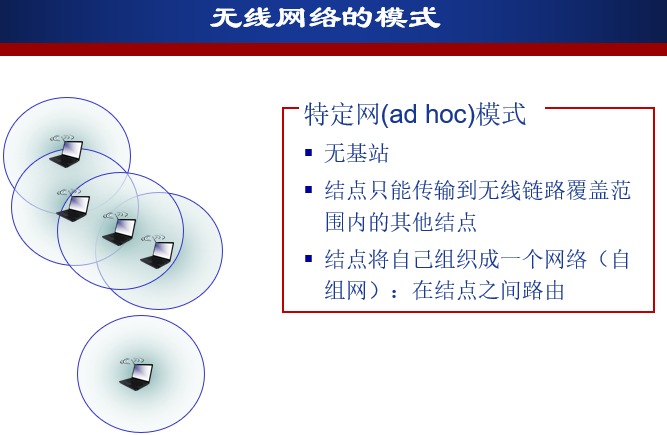 无线网络的模式
特定网(ad hoc)模式
▪ 无基站
▪ 结点只能传输到无线链路覆盖范
围内的其他结点
▪ 结点将自己组织成一个网络（自
组网）：在结点之间路由